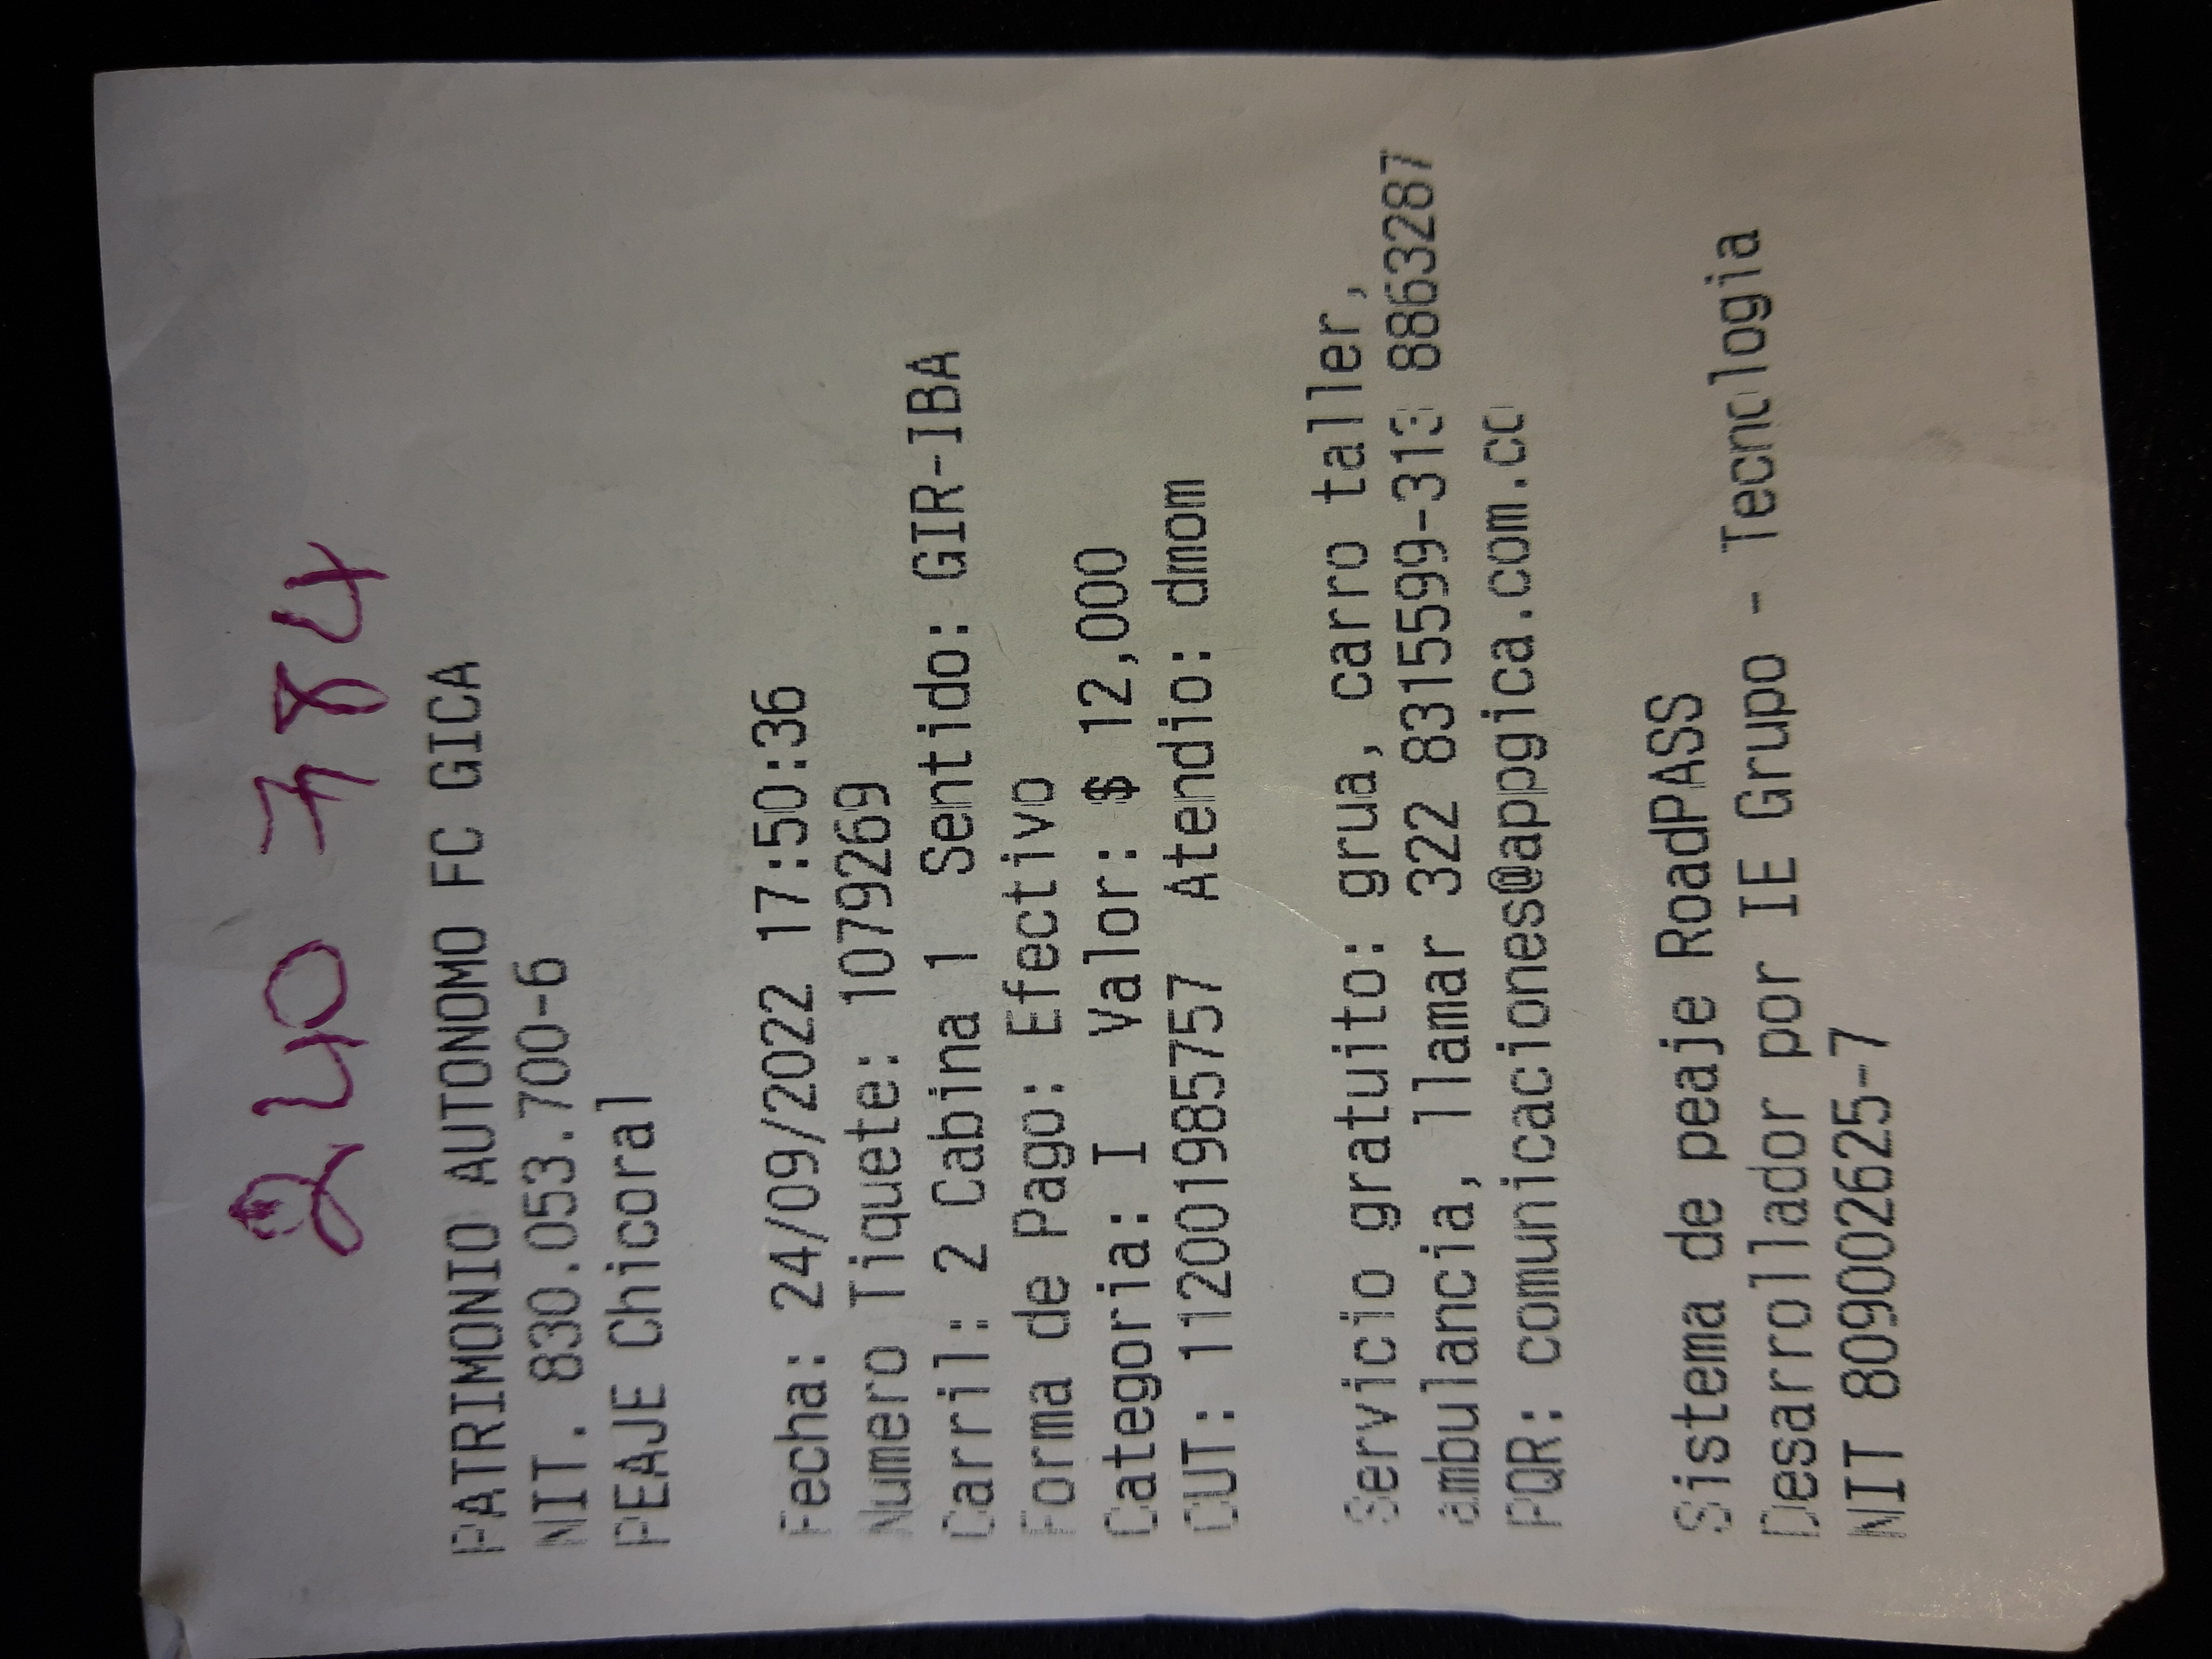 240 784
PATRIMONIO AUTONOMO FC GICA
NIT. 830.053.700-6
PEAJE Chicoral
Fecha: 24/09/2022 17:50:36
Numero Tiquete: 1079269
Carril: 2 Cabina 1 Sentido: GIR-IBA
Forma de Pago: Efectivo
Categoria: I Valor: $ 12,000
CUT: 112001985757 Atendio: dmom
Servicio gratuito: grua, carro taller,
ambulancia, llamar 322 8315599-313 8863287
PQR: comunicaciones@appgica.com.co
Sistema de peaje RoadPASS
Desarrollador por IE Grupo - Tecnologia
NIT 809002625-7